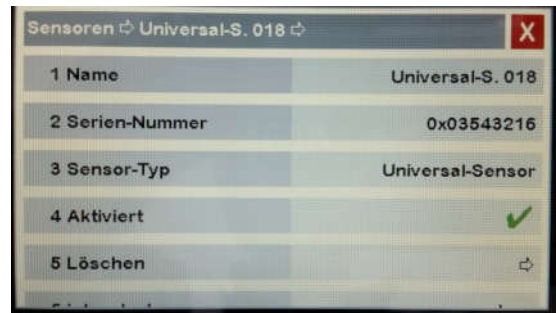 Sensoren ⇨ Universal-S. 018 ⇨ X
1 Name Universal-S. 018
2 Serien-Nummer 0x03543216
3 Sensor-Typ Universal-Sensor
4 Aktiviert ✔
5 Löschen ⇨